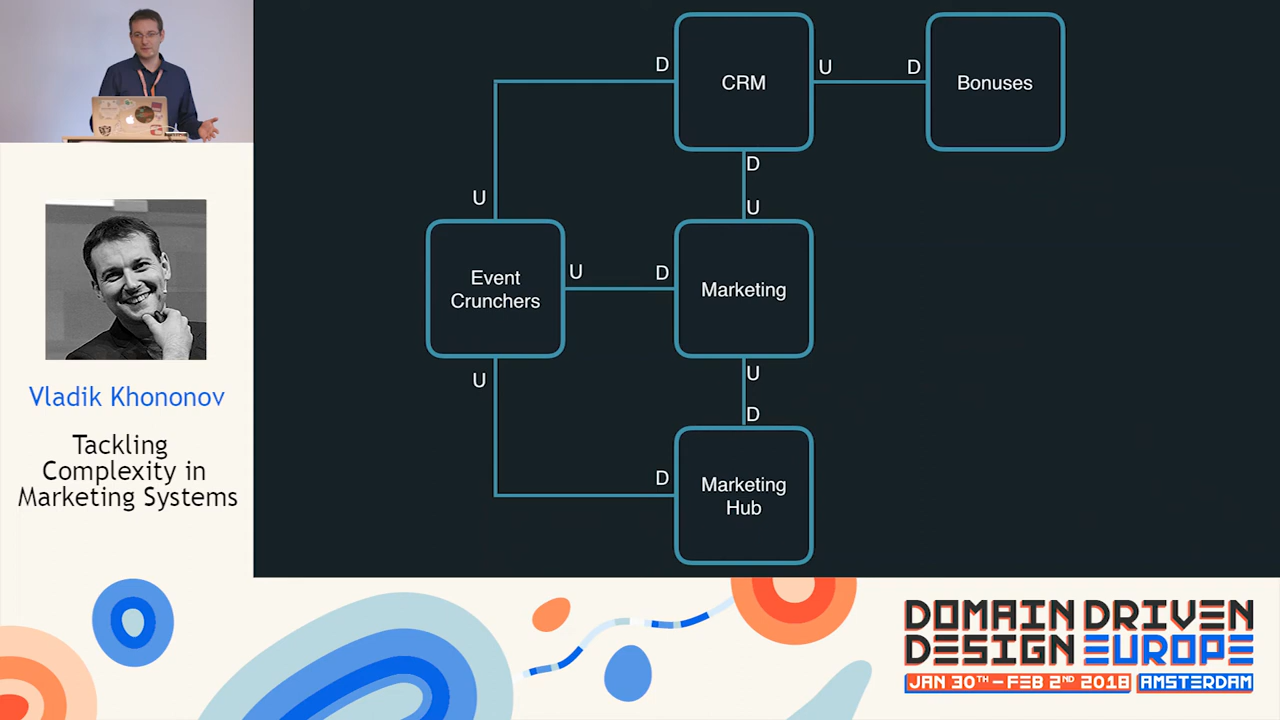 Vladik Khononov
Tackling
Complexity in
Marketing Systems
D
CRM
U
D
Bonuses
D
U
U
Event
Crunchers
U
D
Marketing
U
U
D
D
Marketing
Hub
DOMAIN DRIVEN
DESIGN EUROPE
JAN 30TH – FEB 2ND 2018 AMSTERDAM